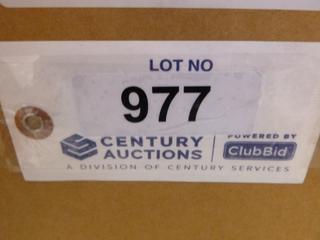 LOT NO
977
CENTURY AUCTIONS
POWERED BY
ClubBid
A DIVISION OF CENTURY SERVICES